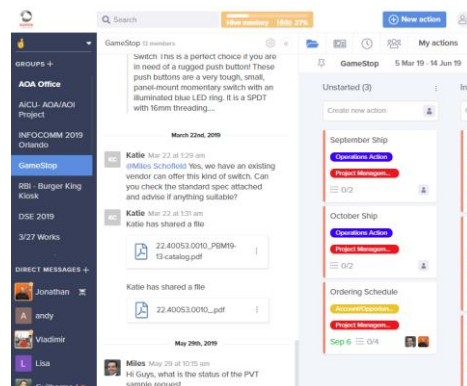 Search
Hive mastery 1816 27%
New action
GROUPS +
AOA Office
AiCU- AOA/AOI
Project
INFOCOMM 2019
Orlando
GameStop
RBI - Burger King
Kiosk
DSE 2019
3/27 Works
DIRECT MESSAGES +
Jonathan
A andy
Vladimir
L Lisa
GameStop 13 members
Switch This is a perfect choice if you are
in need of a rugged push button! These
push buttons are a very tough, small,
panel-mount momentary switch with an
illuminated blue LED ring. It is a SPDT
with 16mm threading....
March 22nd, 2019
KC
Katie Mar 22 at 1:29 am
@Miles Schofield Yes, we have an existing
vendor can offer this kind of switch. Can
you check the standard spec attached
and advise if anything suitable?
KC
Katie Mar 22 at 1:31 am
Katie has shared a file
22.40053.0010_PBM19-
13-catalog.pdf
Katie has shared a file
22.40053.0010_.pdf
May 29th, 2019
Miles May 29 at 10:15 am
Hi Guys, what is the status of the PVT
sample request
My actions
GameStop 5 Mar 19 - 14 Jun 19
Unstarted (3)
In
Create new action
September Ship
Operations Action
Project Managem...
0/2
October Ship
Operations Action
Project Managem...
0/2
Ordering Schedule
Account/Opportun...
Project Managem...
Sep 6 0/4